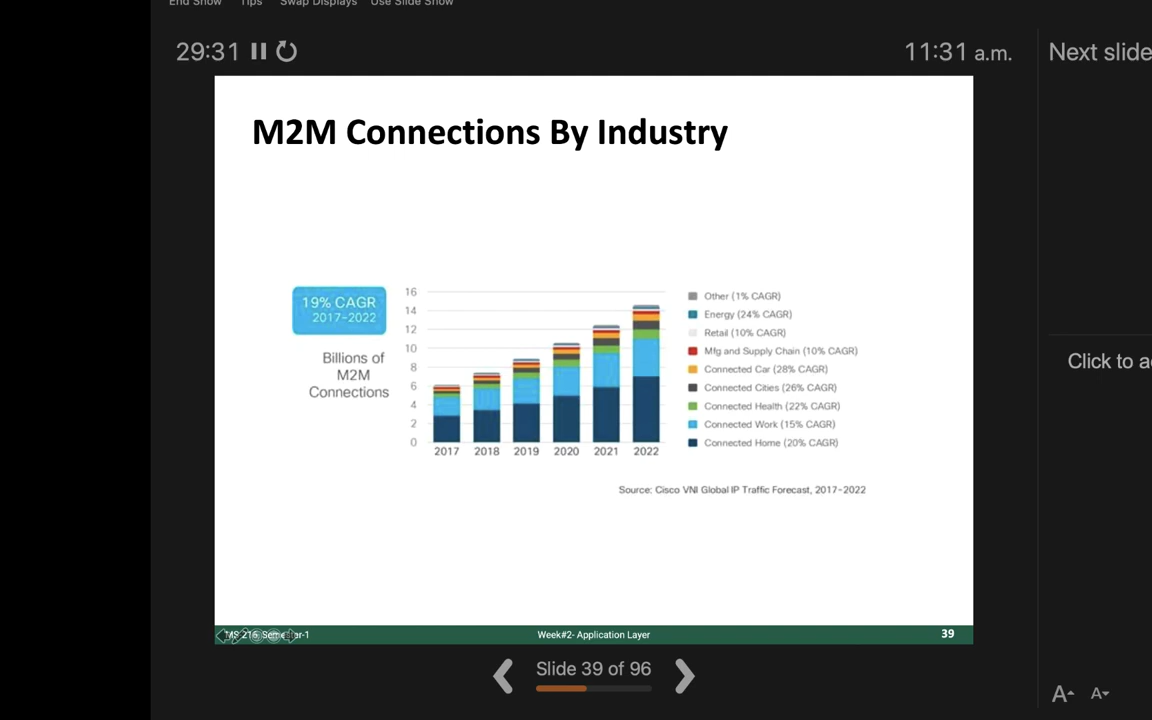 End Show Tips Swap Displays Use Slide Show
29:31
11:31 a.m.
Next slide
M2M Connections By Industry
19% CAGR
2017-2022
Billions of
M2M
Connections
16
14
12
10
8
6
4
2
0
2017 2018 2019 2020 2021 2022
Other (1% CAGR)
Energy (24% CAGR)
Retail (10% CAGR)
Mfg and Supply Chain (10% CAGR)
Connected Car (28% CAGR)
Connected Cities (26% CAGR)
Connected Health (22% CAGR)
Connected Work (15% CAGR)
Connected Home (20% CAGR)
Source: Cisco VNI Global IP Traffic Forecast, 2017-2022
Click to a
MS 216 Semester-1
Week#2- Application Layer
39
Slide 39 of 96
A A